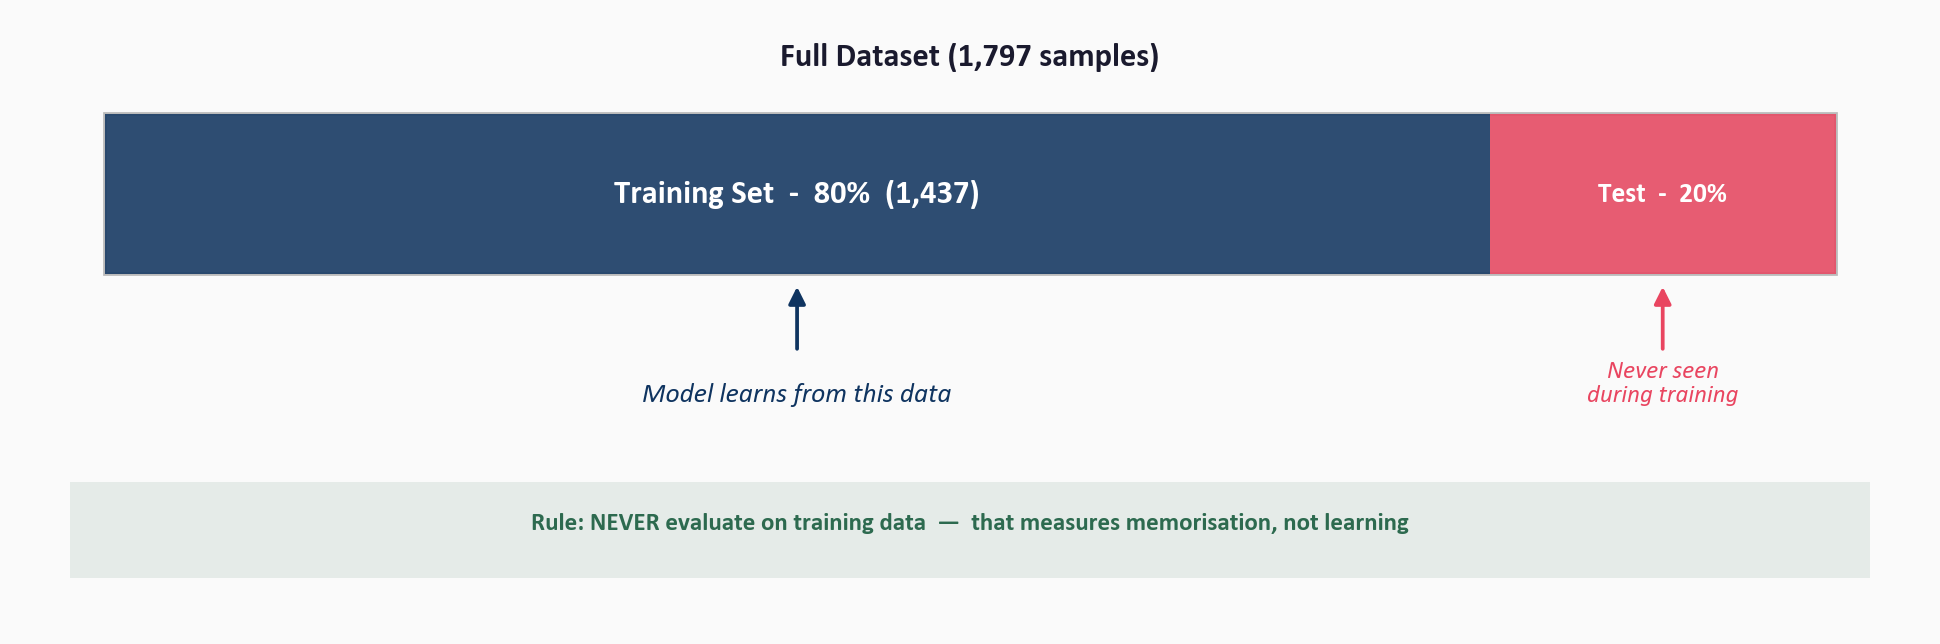 Full Dataset (1,797 samples)
Training Set - 80% (1,437)
Test - 20%
Model learns from this data
Never seen
during training
Rule: NEVER evaluate on training data — that measures memorisation, not learning